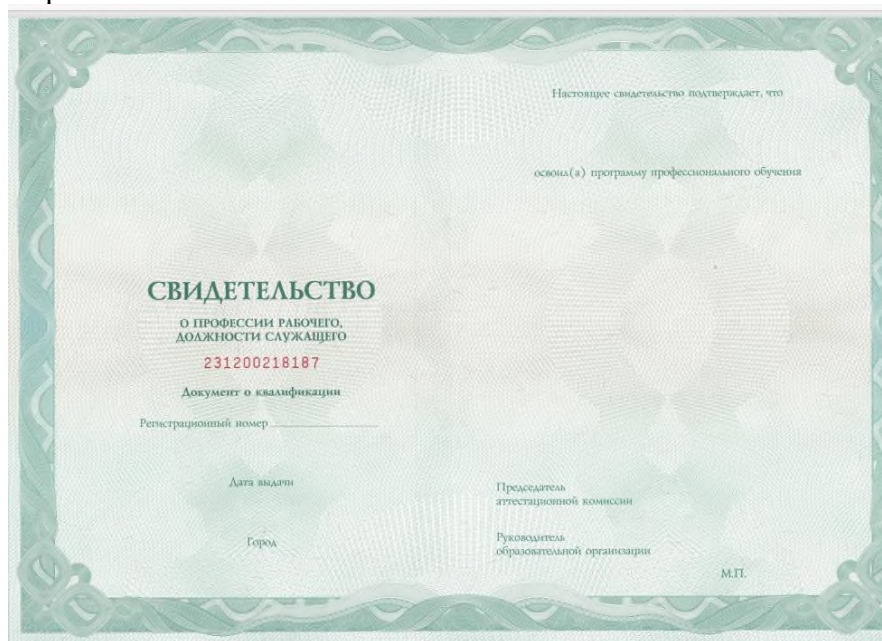 СВИДЕТЕЛЬСТВО
О ПРОФЕССИИ РАБОЧЕГО,
ДОЛЖНОСТИ СЛУЖАЩЕГО
231200218187
Документ о квалификации
Регистрационный номер
Дата выдачи
Город
Настоящее свидетельство подтверждает, что
освоил(а) программу профессионального обучения
Председатель
аттестационной комиссии
Руководитель
образовательной организации
М.П.